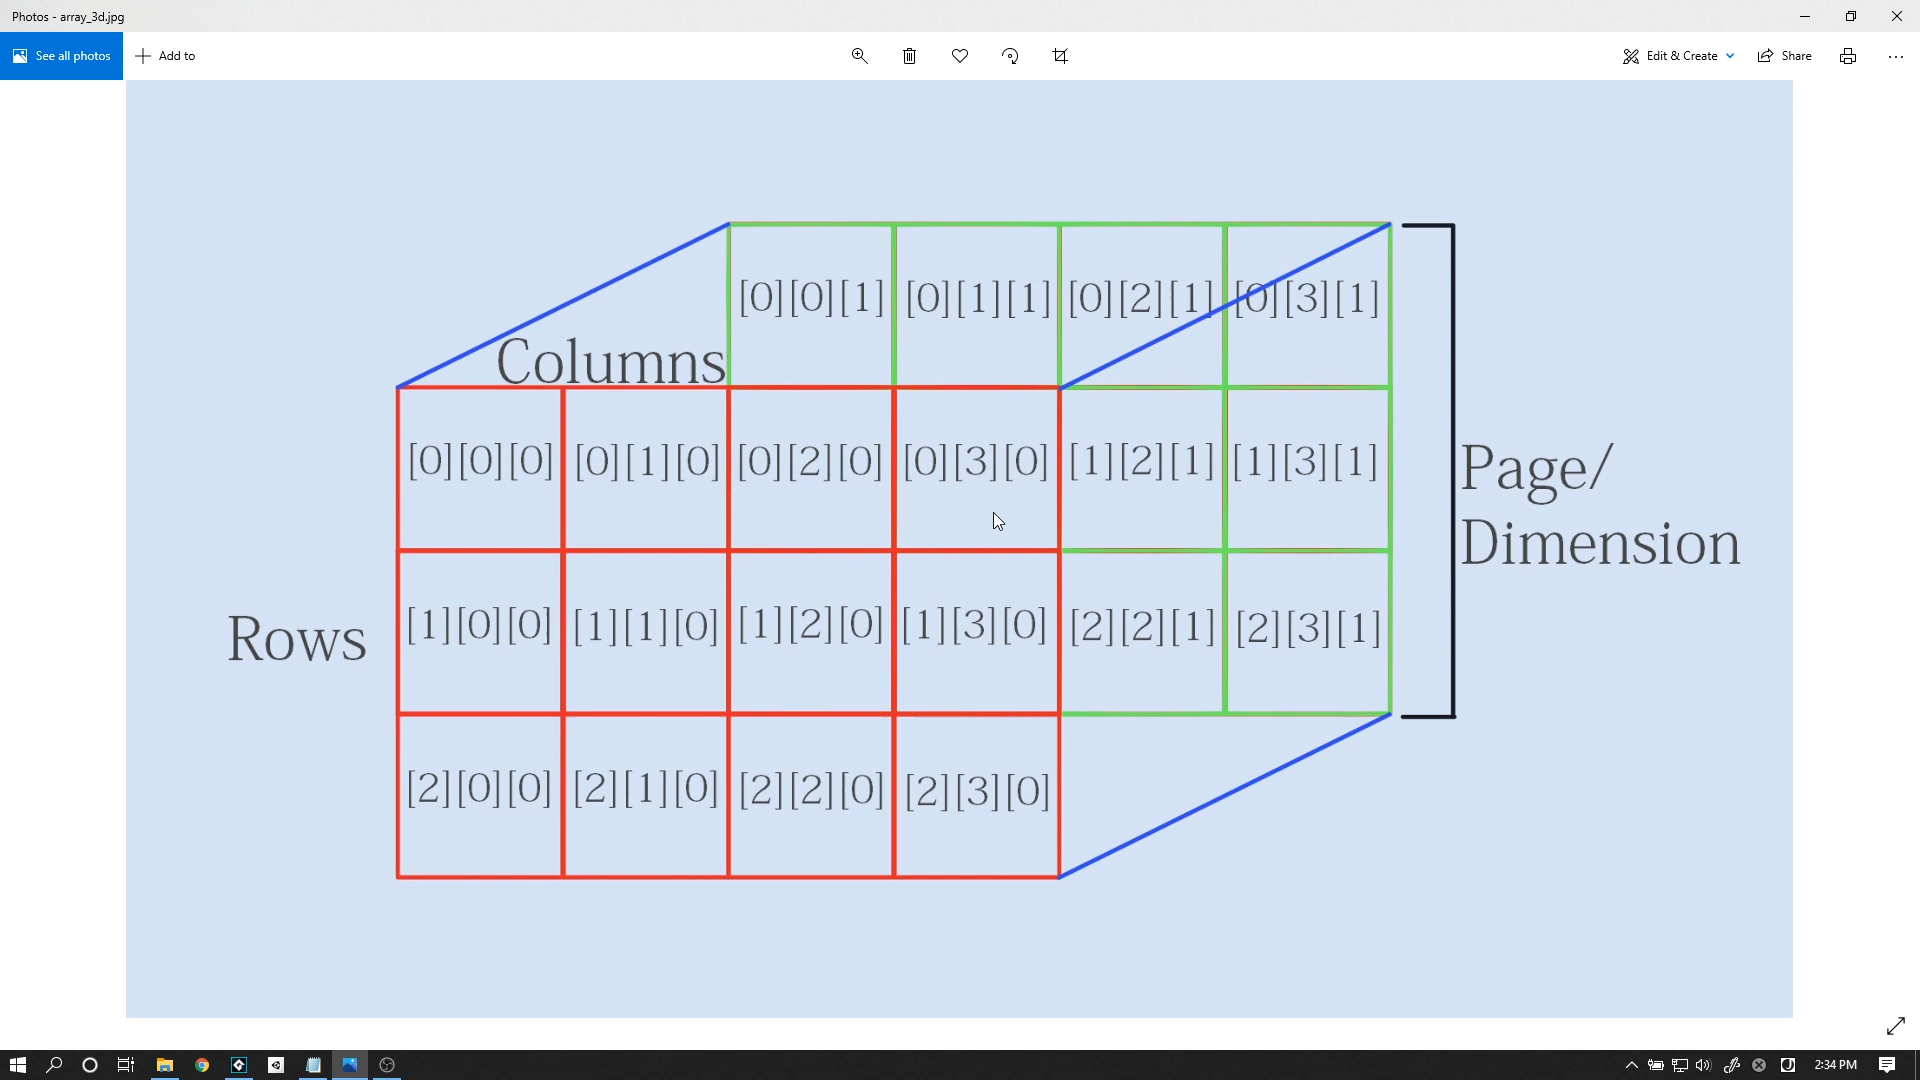 Photos - array_3d.jpg
See all photos
Add to
Edit & Create
Share
[0][0][1] [0][1][1] [0][2][1] [0][3][1]
Columns
[0][0][0] [0][1][0] [0][2][0] [0][3][0] [1][2][1] [1][3][1]
Page/
Dimension
Rows
[1][0][0] [1][1][0] [1][2][0] [1][3][0] [2][2][1] [2][3][1]
[2][0][0] [2][1][0] [2][2][0] [2][3][0]
2:34 PM